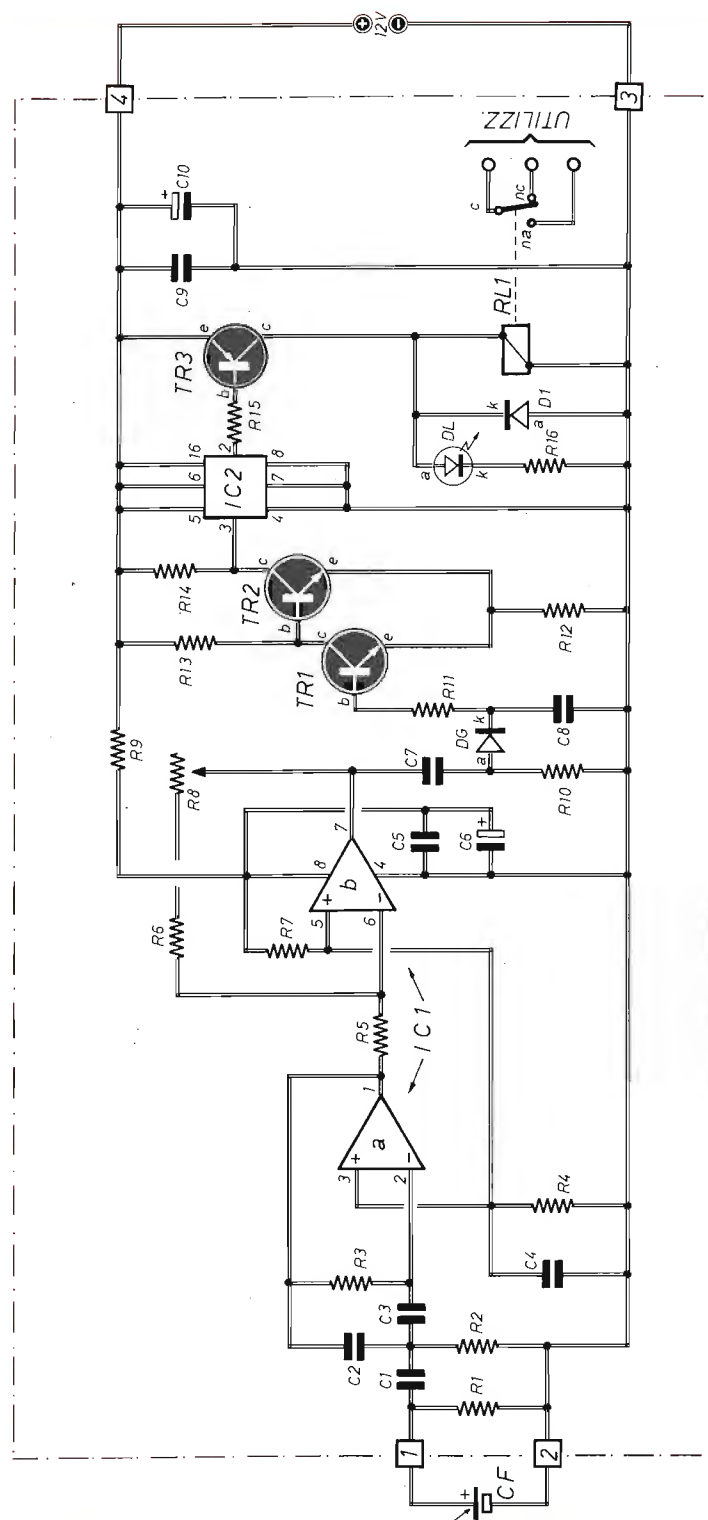 CF
+
1
2
R1
C1
C2
R2
C3
R3
C4
R4
3
+
2
-
a
1
R5
IC1
R6
R7
5
+
6
-
b
8
4
7
R8
R9
C5
C6
+
C7
R10
a
DG
k
C8
R11
R12
R13
R14
TR1
b
c
e
TR2
b
c
e
3
5
6
16
4
7
8
2
IC2
R15
b
e
c
TR3
DL
a
k
R16
D1
k
a
RL1
C9
C10
+
c
nc
na
UTILIZZ.
4
3
12V
+
-